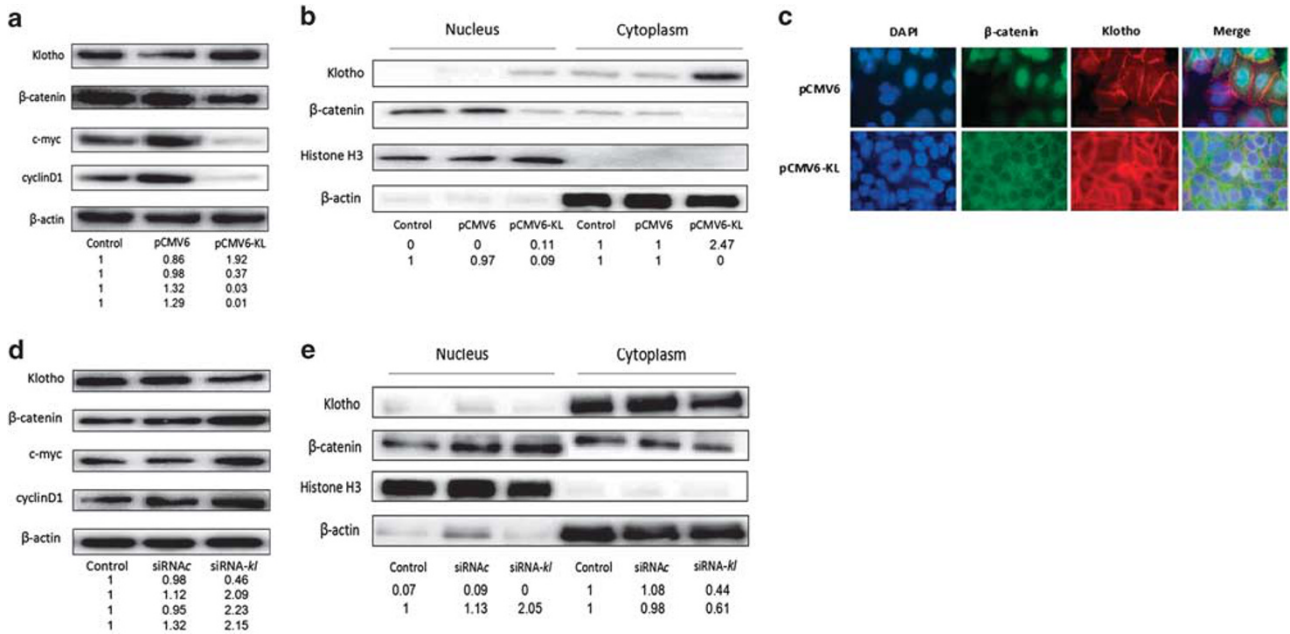 a
Klotho
β-catenin
c-myc
cyclinD1
β-actin
Control pCMV6 pCMV6-KL
1 0.86 1.92
1 0.98 0.37
1 1.32 0.03
1 1.29 0.01
b
Nucleus Cytoplasm
Klotho
β-catenin
Histone H3
β-actin
Control pCMV6 pCMV6-KL Control pCMV6 pCMV6-KL
0 0 0.11 1 1 2.47
1 0.97 0.09 1 1 0
c
DAPI β-catenin Klotho Merge
pCMV6
pCMV6-KL
d
Klotho
β-catenin
c-myc
cyclinD1
β-actin
Control siRNAc siRNA-kl
1 0.98 0.46
1 1.12 2.09
1 0.95 2.23
1 1.32 2.15
e
Nucleus Cytoplasm
Klotho
β-catenin
Histone H3
β-actin
Control siRNAc siRNA-kl Control siRNAc siRNA-kl
0.07 0.09 0 1 1.08 0.44
1 1.13 2.05 1 0.98 0.61